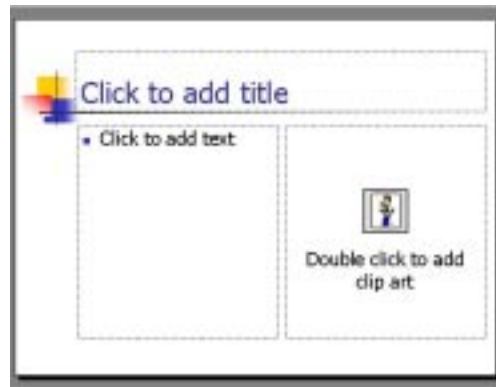 Click to add title
Click to add text
Double click to add
clip art